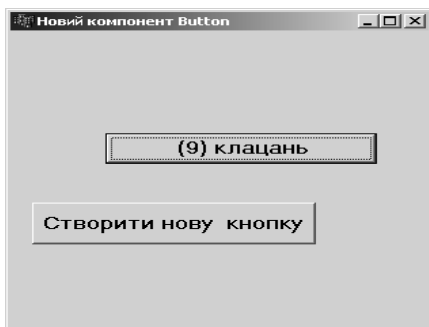 Новий компонент Button
(9) клацань
Створити нову кнопку